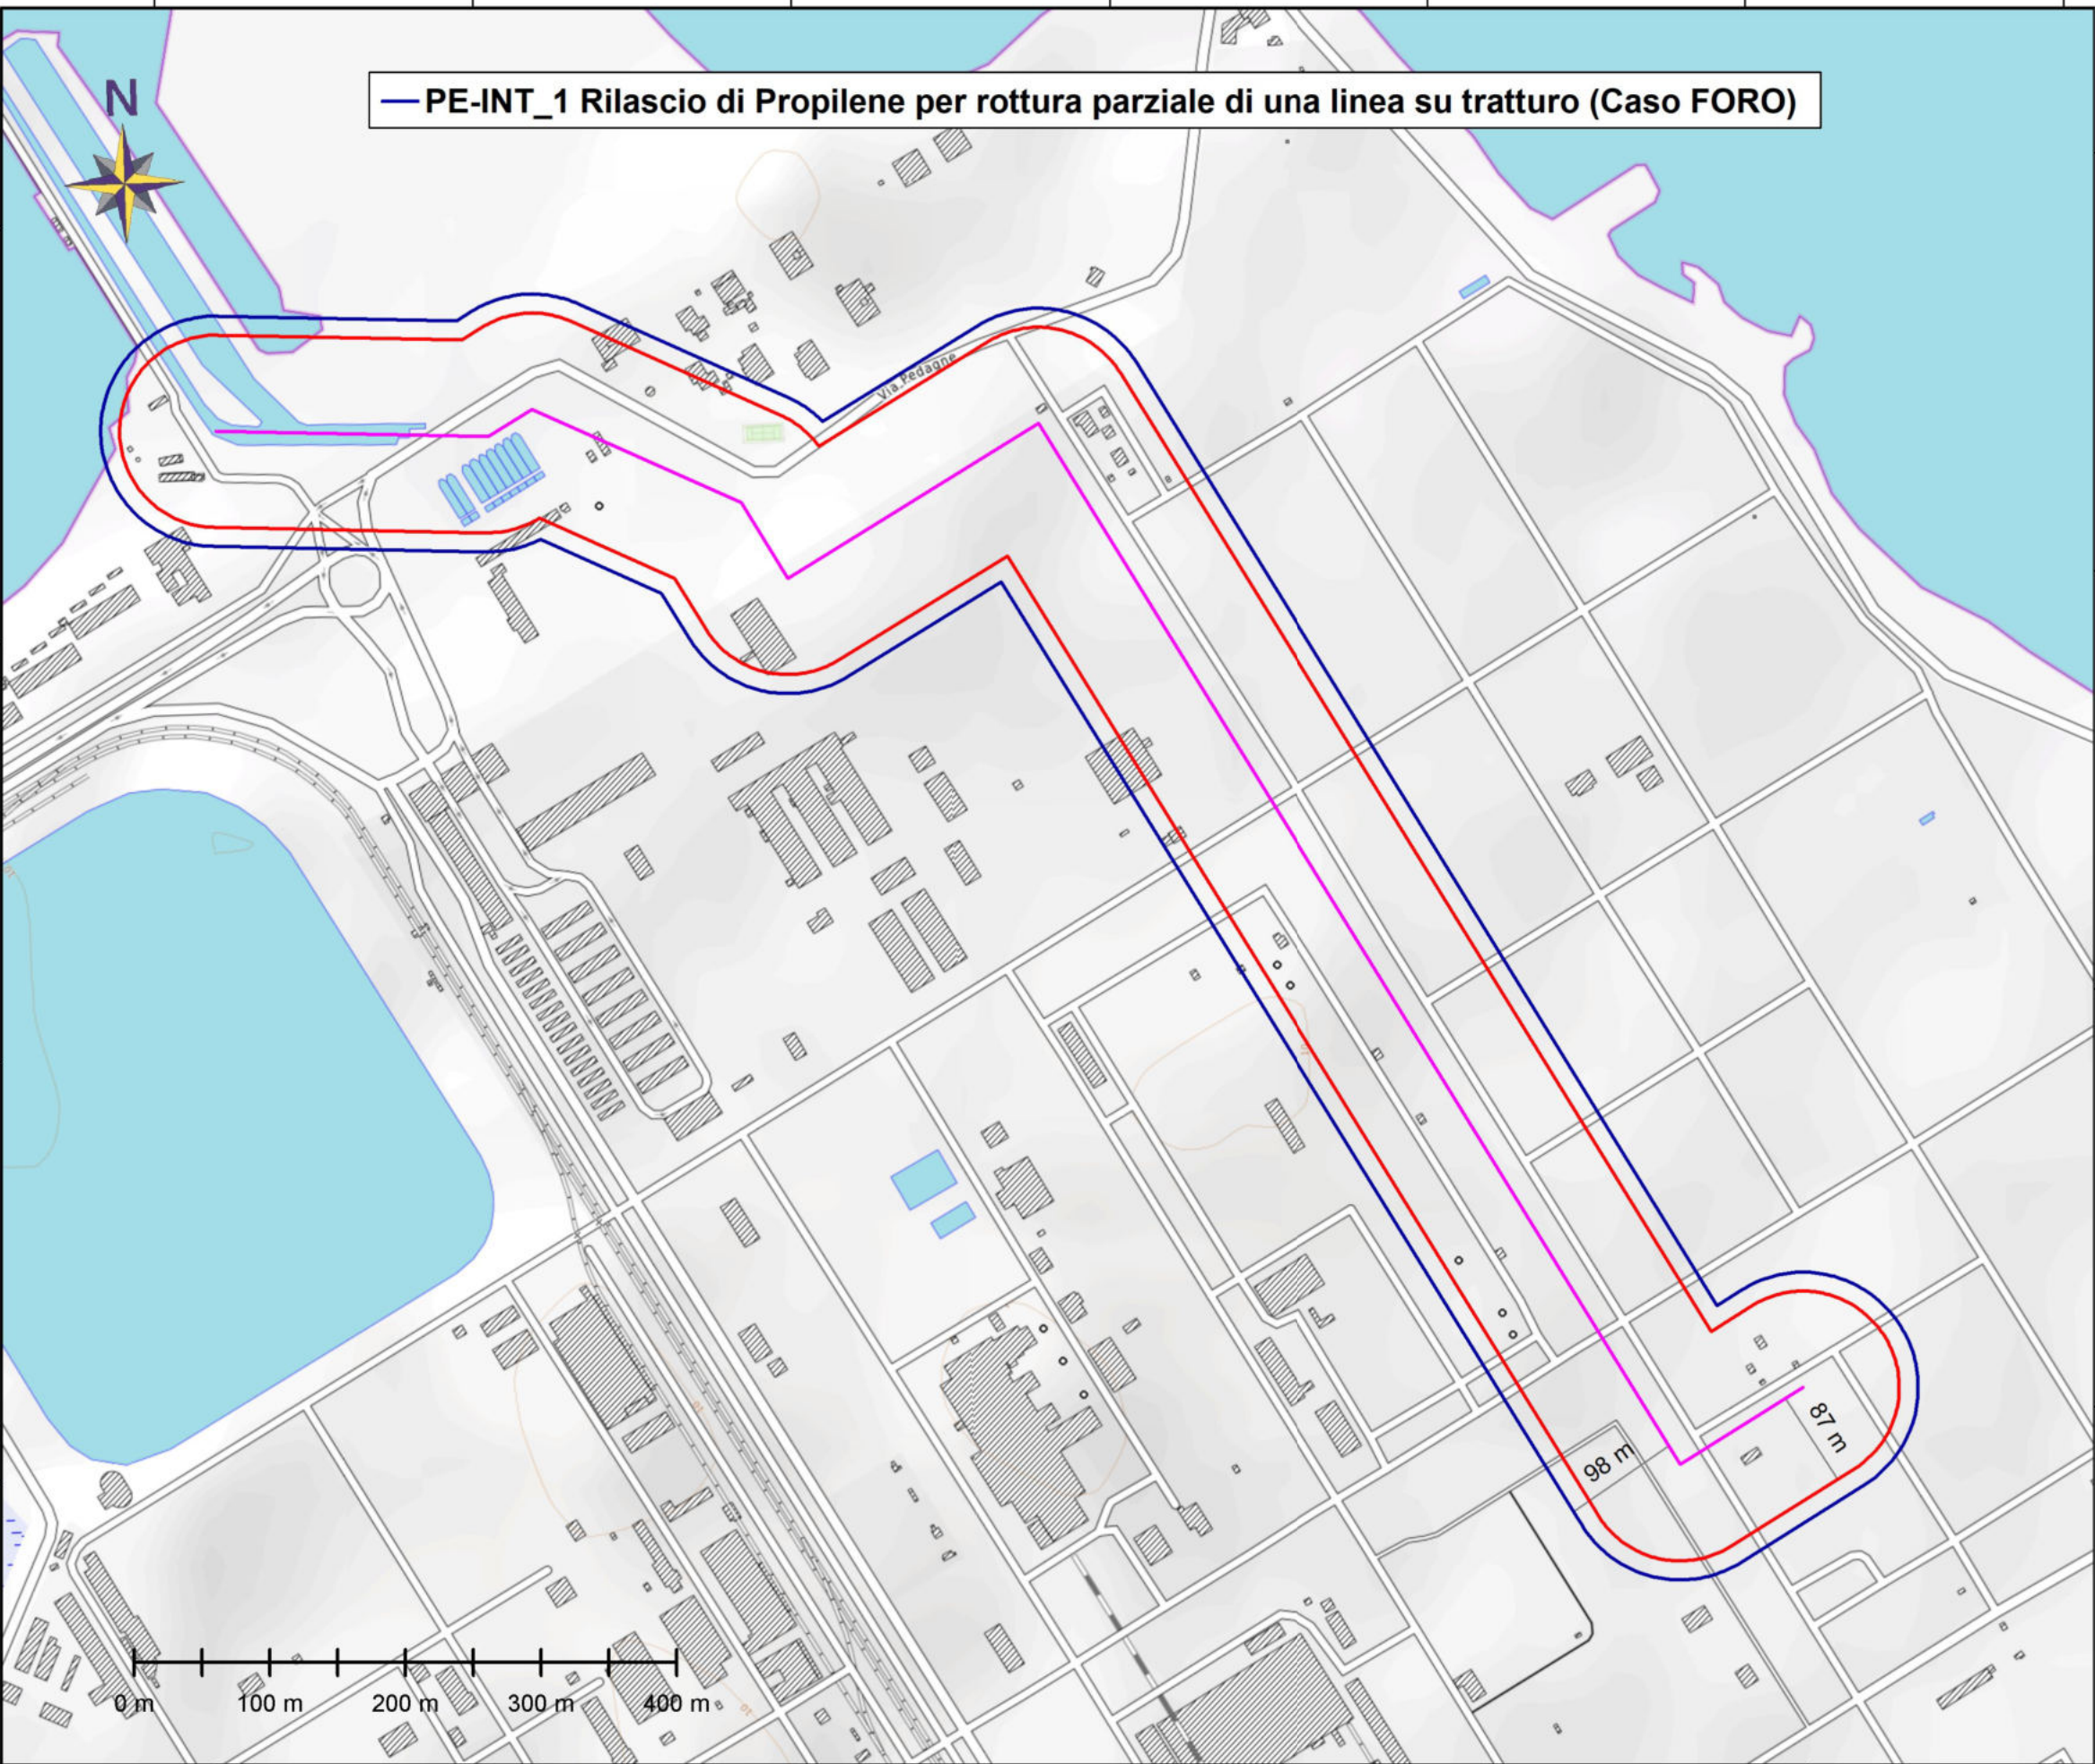 N
PE-INT_1 Rilascio di Propilene per rottura parziale di una linea su tratturo (Caso FORO)
Via Pedagne
87 m
98 m
0 m 100 m 200 m 300 m 400 m